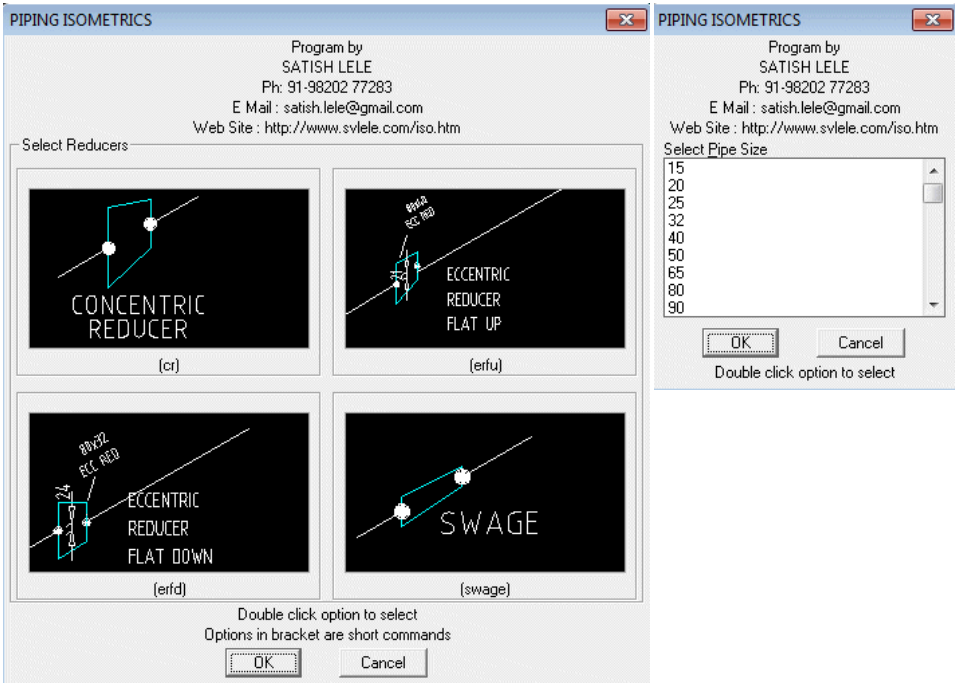 PIPING ISOMETRICS
Program by
SATISH LELE
Ph: 91-98202 77283
E Mail : satish.lele@gmail.com
Web Site : http://www.svlele.com/iso.htm
Select Reducers
CONCENTRIC
REDUCER
(cr)
ECC RED
24
ECCENTRIC
REDUCER
FLAT UP
(erfu)
80x32
ECC RED
24
ECCENTRIC
REDUCER
FLAT DOWN
(erfd)
SWAGE
(swage)
Double click option to select
Options in bracket are short commands
OK
Cancel
PIPING ISOMETRICS
Program by
SATISH LELE
Ph: 91-98202 77283
E Mail : satish.lele@gmail.com
Web Site : http://www.svlele.com/iso.htm
Select Pipe Size
15
20
25
32
40
50
65
80
90
OK
Cancel
Double click option to select